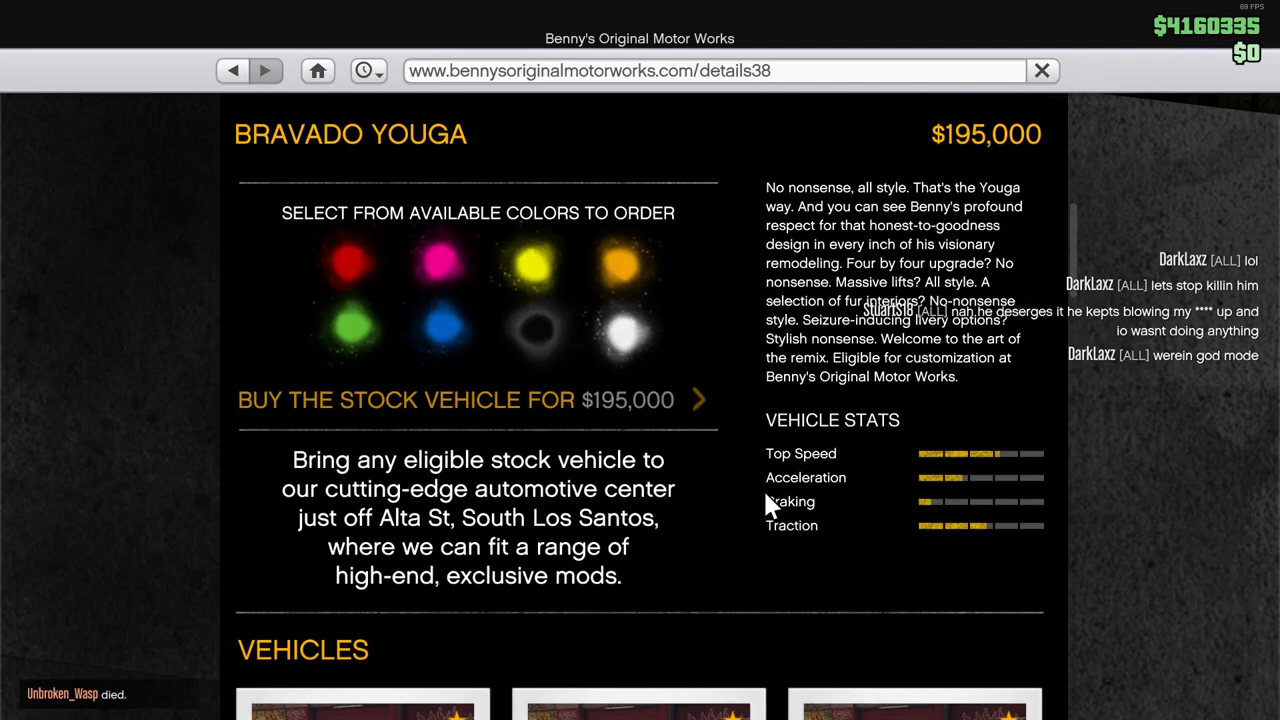 69 FPS
$4160335
$0
Benny's Original Motor Works
www.bennysoriginalmotorworks.com/details38
BRAVADO YOUGA
$195,000
SELECT FROM AVAILABLE COLORS TO ORDER
BUY THE STOCK VEHICLE FOR $195,000
Bring any eligible stock vehicle to
our cutting-edge automotive center
just off Alta St, South Los Santos,
where we can fit a range of
high-end, exclusive mods.
No nonsense, all style. That's the Youga
way. And you can see Benny's profound
respect for that honest-to-goodness
design in every inch of his visionary
remodeling. Four by four upgrade? No
nonsense. Massive lifts? All style. A
selection of fur interiors? No-nonsense
style. Seizure-inducing livery options?
Stylish nonsense. Welcome to the art of
the remix. Eligible for customization at
Benny's Original Motor Works.
VEHICLE STATS
Top Speed
Acceleration
Braking
Traction
DarkLaxz [ALL] lol
DarkLaxz [ALL] lets stop killin him
[ALL] nah he deserges it he kepts blowing my **** up and
io wasnt doing anything
DarkLaxz [ALL] werein god mode
VEHICLES
Unbroken_Wasp died.